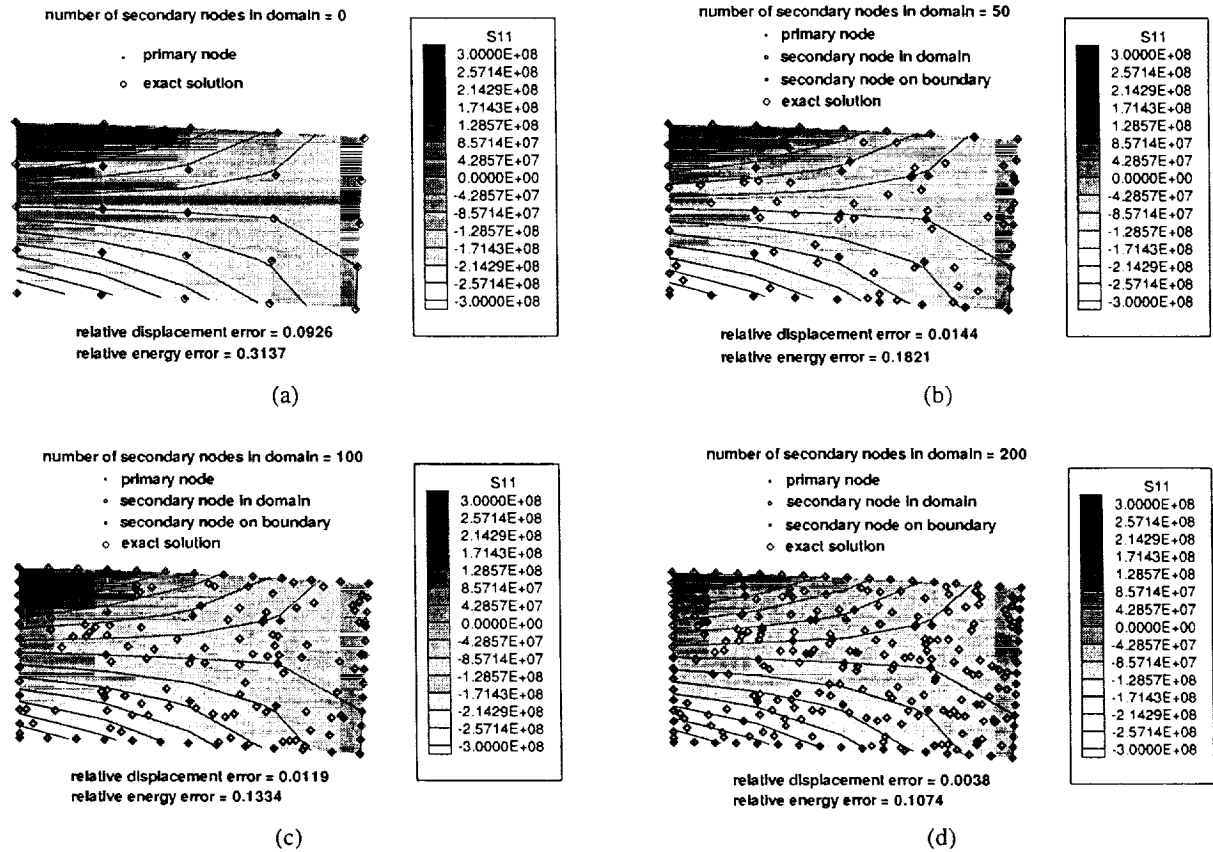 number of secondary nodes in domain = 0
primary node
exact solution
S11
3.0000E+08
2.5714E+08
2.1429E+08
1.7143E+08
1.2857E+08
8.5714E+07
4.2857E+07
0.0000E+00
-4.2857E+07
-8.5714E+07
-1.2857E+08
-1.7143E+08
-2.1429E+08
-2.5714E+08
-3.0000E+08
relative displacement error = 0.0926
relative energy error = 0.3137
(a)
number of secondary nodes in domain = 50
primary node
secondary node in domain
secondary node on boundary
exact solution
S11
3.0000E+08
2.5714E+08
2.1429E+08
1.7143E+08
1.2857E+08
8.5714E+07
4.2857E+07
0.0000E+00
-4.2857E+07
-8.5714E+07
-1.2857E+08
-1.7143E+08
-2.1429E+08
-2.5714E+08
-3.0000E+08
relative displacement error = 0.0144
relative energy error = 0.1821
(b)
number of secondary nodes in domain = 100
primary node
secondary node in domain
secondary node on boundary
exact solution
S11
3.0000E+08
2.5714E+08
2.1429E+08
1.7143E+08
1.2857E+08
8.5714E+07
4.2857E+07
0.0000E+00
-4.2857E+07
-8.5714E+07
-1.2857E+08
-1.7143E+08
-2.1429E+08
-2.5714E+08
-3.0000E+08
relative displacement error = 0.0119
relative energy error = 0.1334
(c)
number of secondary nodes in domain = 200
primary node
secondary node in domain
secondary node on boundary
exact solution
S11
3.0000E+08
2.5714E+08
2.1429E+08
1.7143E+08
1.2857E+08
8.5714E+07
4.2857E+07
0.0000E+00
-4.2857E+07
-8.5714E+07
-1.2857E+08
-1.7143E+08
-2.1429E+08
-2.5714E+08
-3.0000E+08
relative displacement error = 0.0038
relative energy error = 0.1074
(d)